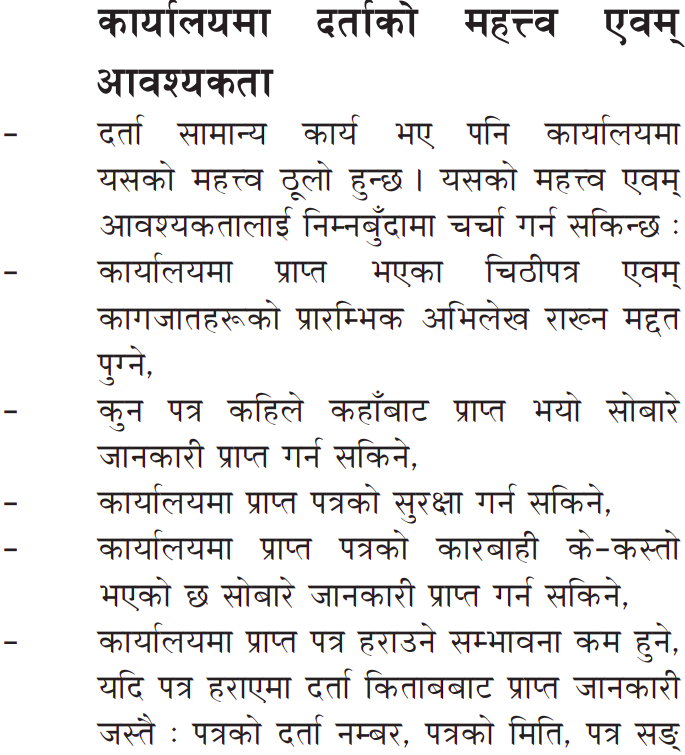 कार्यालयमा दर्ताको महत्त्व एवम्
आवश्यकता
- दर्ता सामान्य कार्य भए पनि कार्यालयमा
यसको महत्त्व ठूलो हुन्छ । यसको महत्त्व एवम्
आवश्यकतालाई निम्नबुँदामा चर्चा गर्न सकिन्छ :
- कार्यालयमा प्राप्त भएका चिठीपत्र एवम्
कागजातहरूको प्रारम्भिक अभिलेख राख्न मद्दत
पुग्ने,
- कुन पत्र कहिले कहाँबाट प्राप्त भयो सोबारे
जानकारी प्राप्त गर्न सकिने,
- कार्यालयमा प्राप्त पत्रको सुरक्षा गर्न सकिने,
- कार्यालयमा प्राप्त पत्रको कारबाही के-कस्तो
भएको छ सोबारे जानकारी प्राप्त गर्न सकिने,
- कार्यालयमा प्राप्त पत्र हराउने सम्भावना कम हुने,
यदि पत्र हराएमा दर्ता किताबबाट प्राप्त जानकारी
जस्तै : पत्रको दर्ता नम्बर, पत्रको मिति, पत्र सङ्